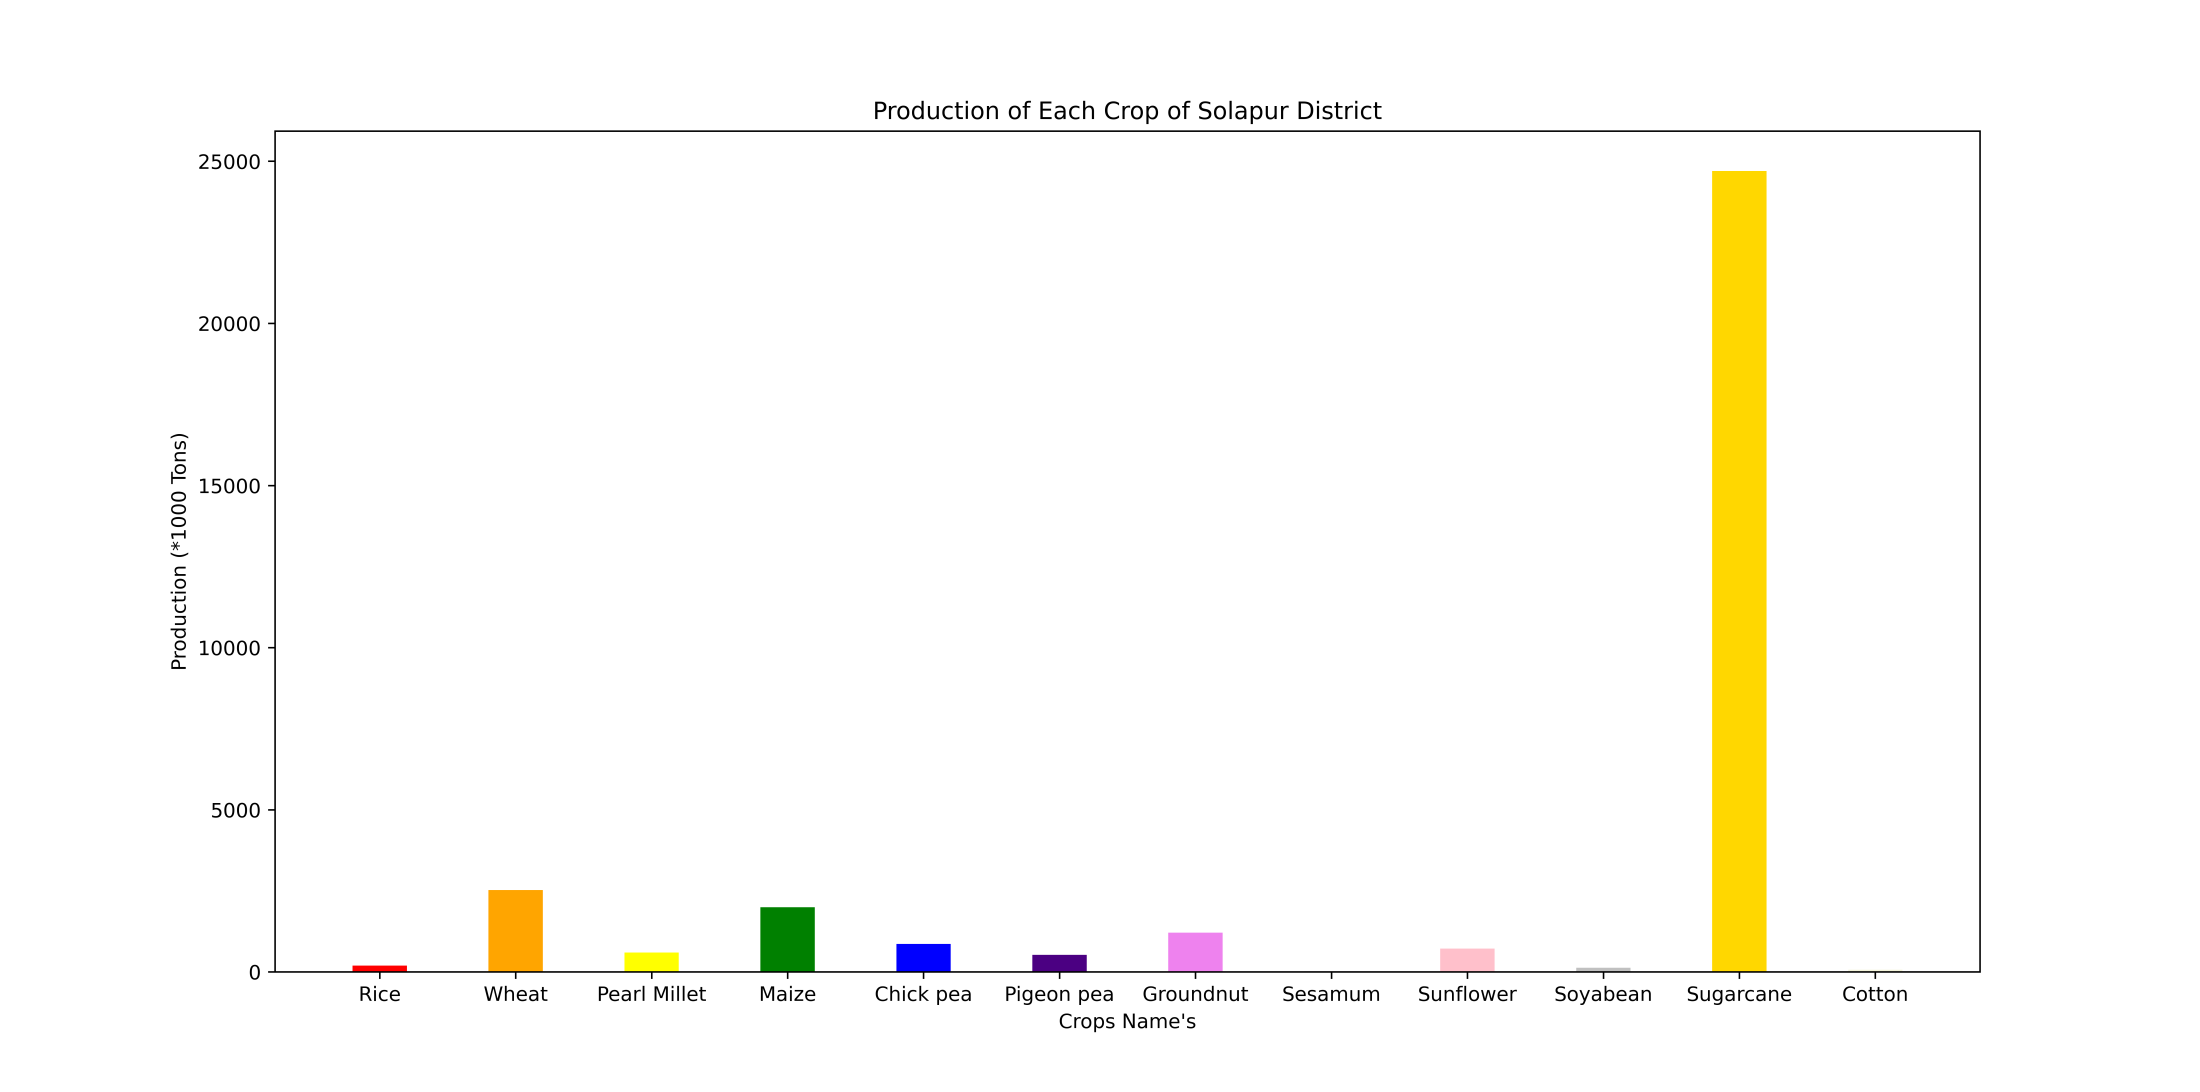 Production of Each Crop of Solapur District
Production (*1000 Tons)
25000
20000
15000
10000
5000
0
Rice Wheat Pearl Millet Maize Chick pea Pigeon pea Groundnut Sesamum Sunflower Soyabean Sugarcane Cotton
Crops Name's